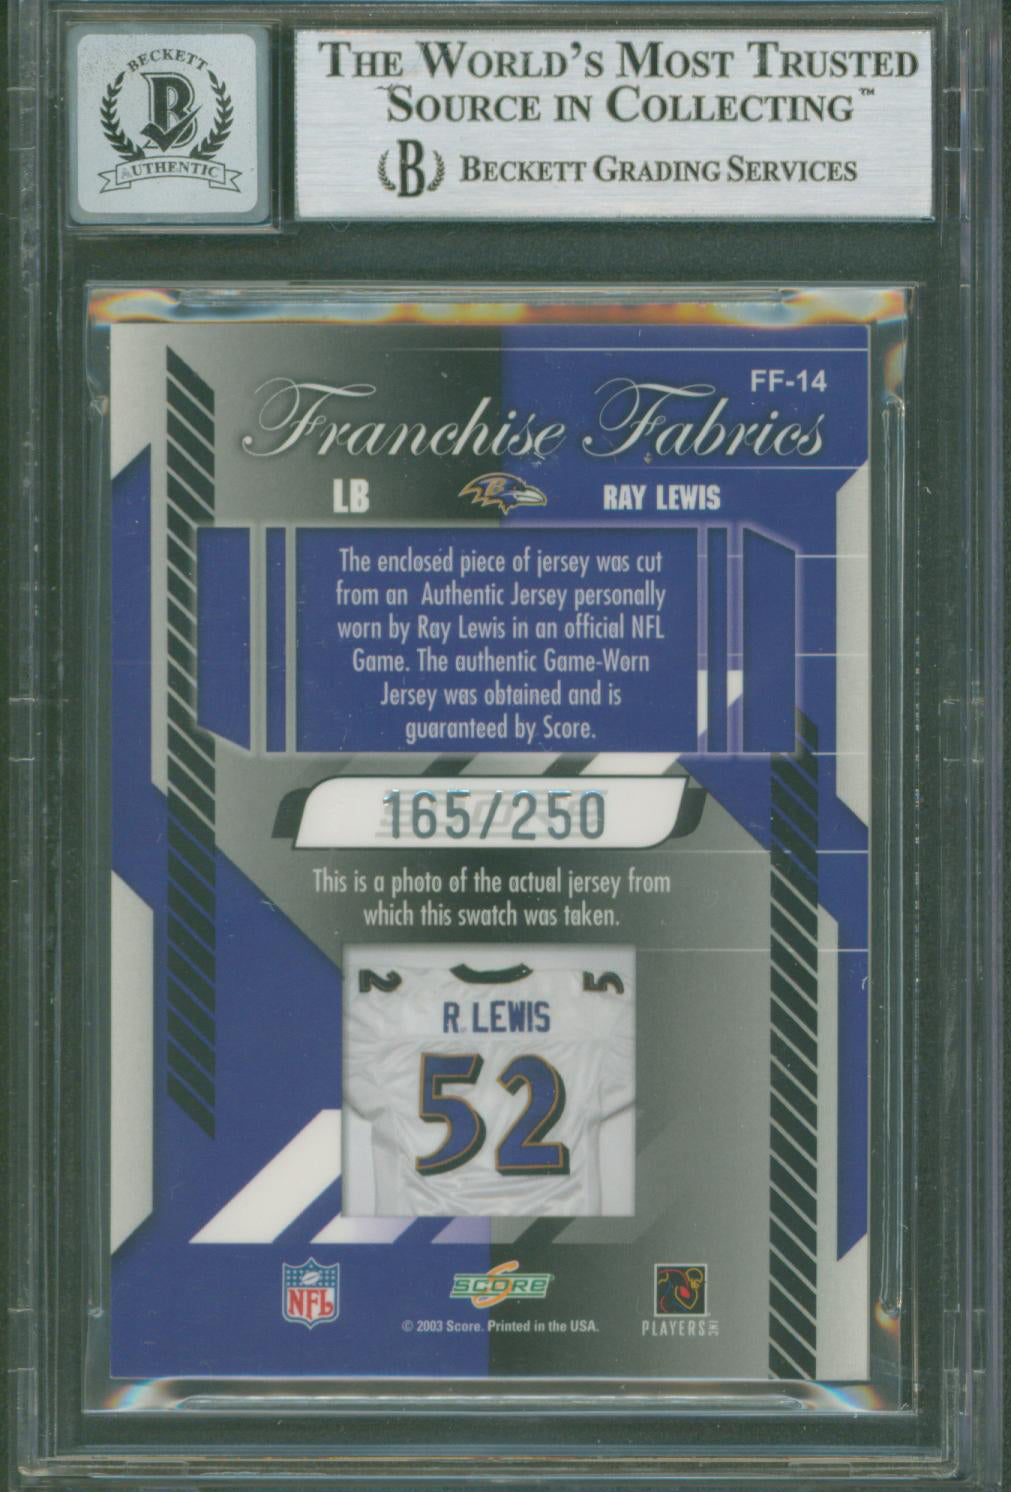 BECKETT
B
AUTHENTIC
THE WORLD'S MOST TRUSTED
SOURCE IN COLLECTING™
B BECKETT GRADING SERVICES
FF-14
Franchise Fabrics
LB
B
RAY LEWIS
The enclosed piece of jersey was cut
from an Authentic Jersey personally
worn by Ray Lewis in an official NFL
Game. The authentic Game-Worn
Jersey was obtained and is
guaranteed by Score.
SCORE
165/250
This is a photo of the actual jersey from
which this swatch was taken.
52
R. LEWIS
52
NFL
SCORE
© 2003 Score. Printed in the USA.
PLAYERS INC